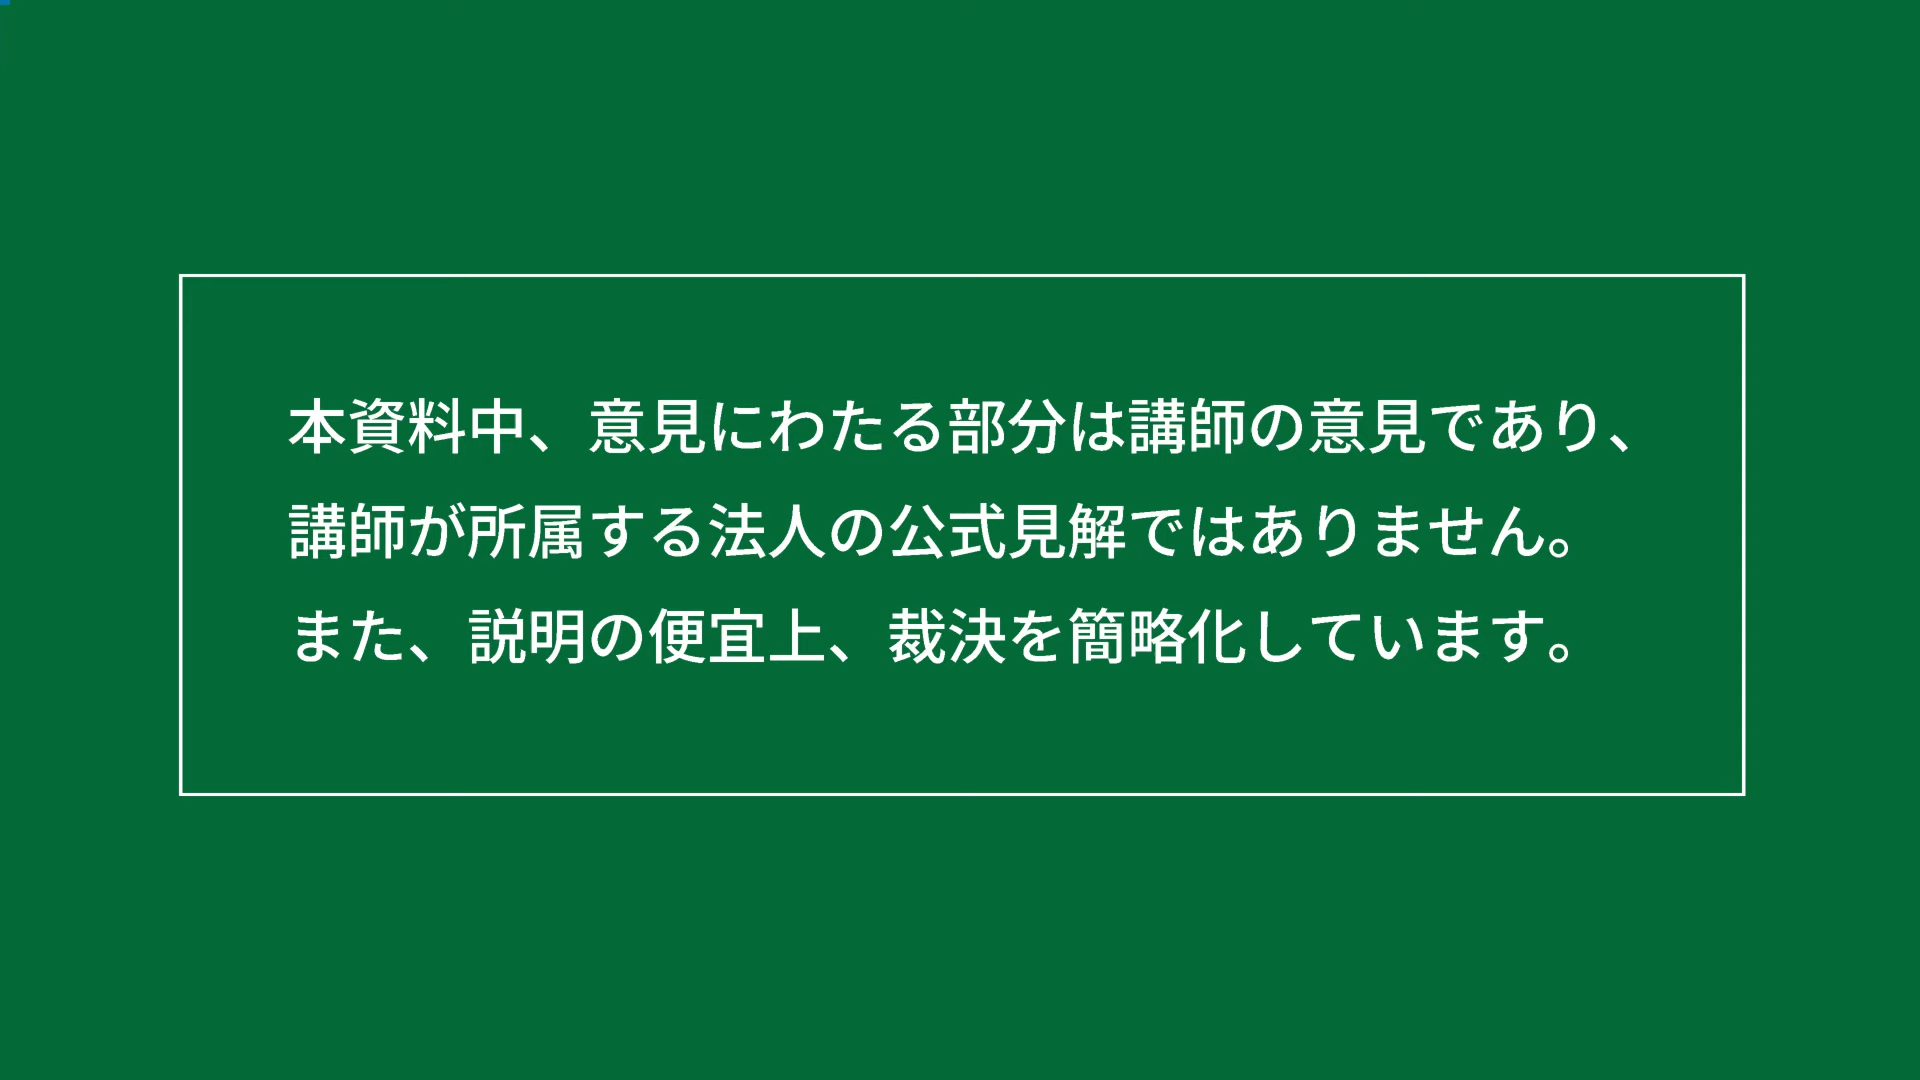 本資料中、意見にわたる部分は講師の意見であり、
講師が所属する法人の公式見解ではありません。
また、説明の便宜上、裁決を簡略化しています。